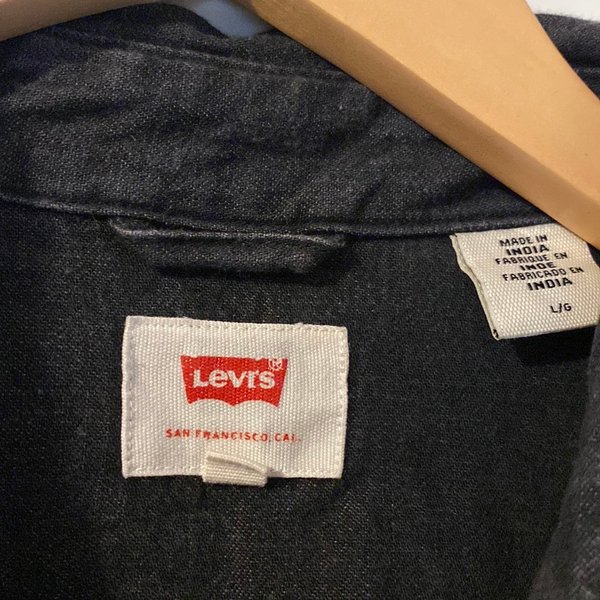 Levi's®
SAN FRANCISCO, CAL.
MADE IN
INDIA
FABRIQUE EN
INDE
FABRICADO EN
INDIA
L/G